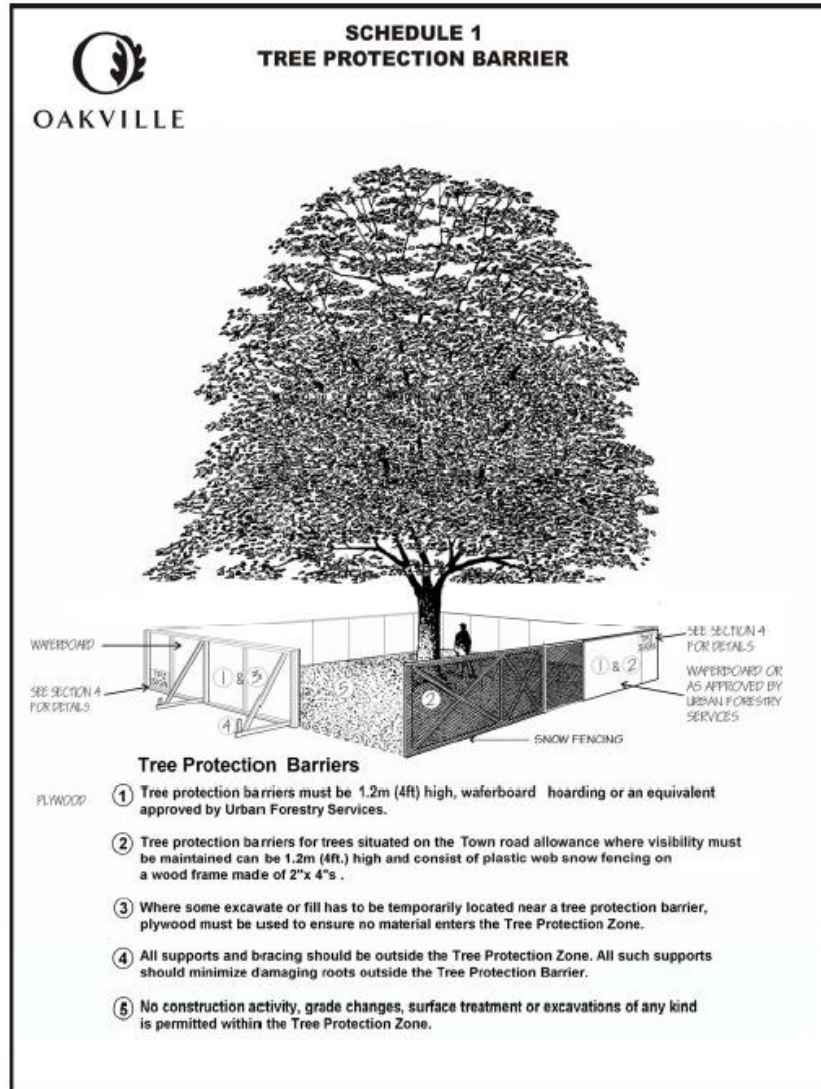 SCHEDULE 1
TREE PROTECTION BARRIER
OAKVILLE
WAFERBOARD
SEE SECTION 4
FOR DETAILS
1 & 3
4
5
2
1 & 2
SEE SECTION 4
FOR DETAILS
WAFERBOARD OR
AS APPROVED BY
URBAN FORESTRY
SERVICES
SNOW FENCING
Tree Protection Barriers
PLYWOOD
1 Tree protection barriers must be 1.2m (4ft) high, waferboard hoarding or an equivalent
approved by Urban Forestry Services.
2 Tree protection barriers for trees situated on the Town road allowance where visibility must
be maintained can be 1.2m (4ft.) high and consist of plastic web snow fencing on
a wood frame made of 2"x 4"s .
3 Where some excavate or fill has to be temporarily located near a tree protection barrier,
plywood must be used to ensure no material enters the Tree Protection Zone.
4 All supports and bracing should be outside the Tree Protection Zone. All such supports
should minimize damaging roots outside the Tree Protection Barrier.
5 No construction activity, grade changes, surface treatment or excavations of any kind
is permitted within the Tree Protection Zone.